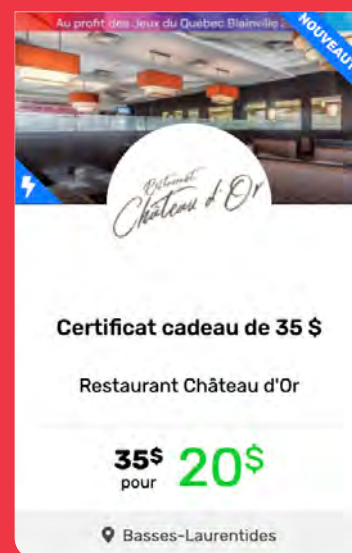 Au profit des Jeux du Québec Blainville
NOUVEAUTÉ
Restaurant
Château d'Or
Certificat cadeau de 35 $
Restaurant Château d'Or
35$ 20$
pour
Basses-Laurentides